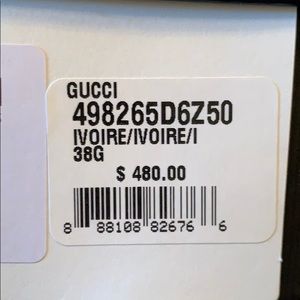 GUCCI
498265D6Z50
IVOIRE/IVOIRE/I
38G
$ 480.00
8 88108 82676 6